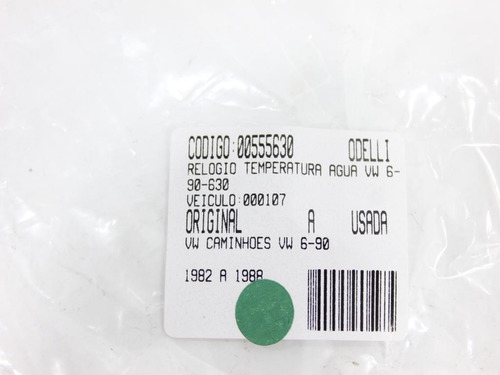 CODIGO:00555630 ODELLI
RELOGIO TEMPERATURA AGUA VW 6-
90-630
VEICULO:000107
ORIGINAL A USADA
VW CAMINHOES VW 6-90
1982 A 1988